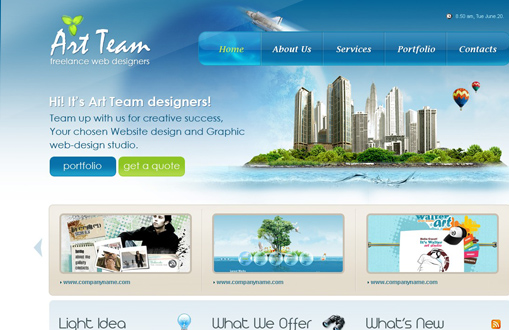 6:50 am, Tue June 20,
Art Team
freelance web designers
Home
About Us
Services
Portfolio
Contacts
Hi! It's Art Team designers!
Team up with us for creative success,
Your chosen Website design and Graphic
web-design studio.
portfolio
get a quote
www.companyname.com
www.companyname.com
www.companyname.com
Light Idea
What We Offer
What's New